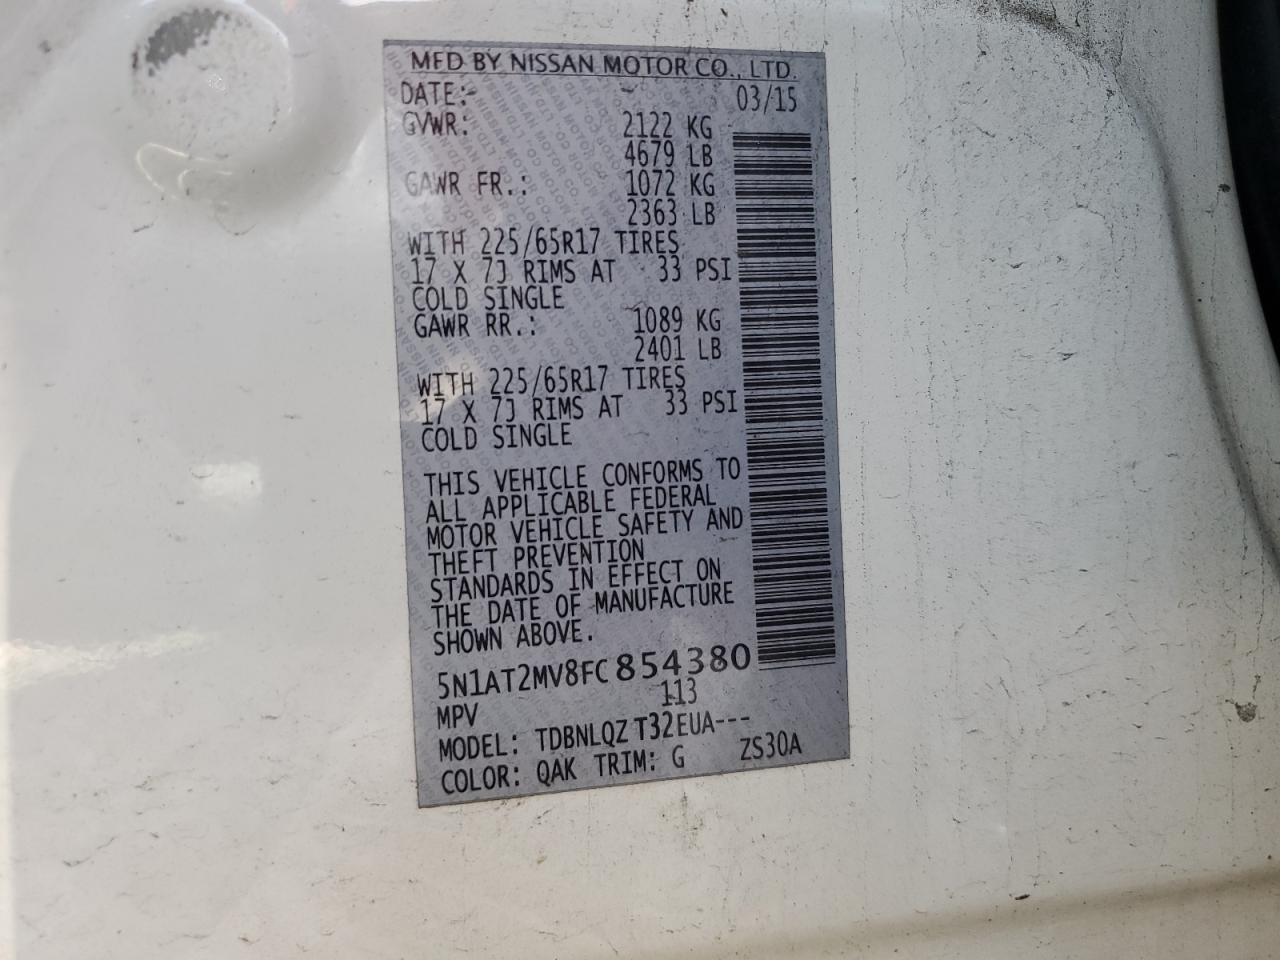 MFD BY NISSAN MOTOR CO., LTD.
DATE: 03/15
GVWR: 2122 KG
4679 LB
GAWR FR.: 1072 KG
2363 LB
WITH 225/65R17 TIRES
17 X 7J RIMS AT 33 PSI
COLD SINGLE
GAWR RR.: 1089 KG
2401 LB
WITH 225/65R17 TIRES
17 X 7J RIMS AT 33 PSI
COLD SINGLE
THIS VEHICLE CONFORMS TO
ALL APPLICABLE FEDERAL
MOTOR VEHICLE SAFETY AND
THEFT PREVENTION
STANDARDS IN EFFECT ON
THE DATE OF MANUFACTURE
SHOWN ABOVE.
5N1AT2MV8FC854380
MPV 113
MODEL: TDBNLQZ T32EUA---
COLOR: QAK TRIM: G ZS30A